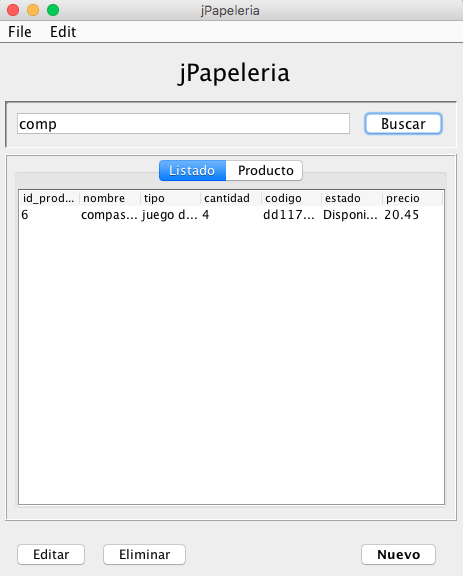 jPapeleria
File Edit
jPapeleria
comp Buscar
Listado Producto
id_prod... nombre tipo cantidad codigo estado precio
6 compas... juego d... 4 dd117... Disponi... 20.45
Editar Eliminar Nuevo